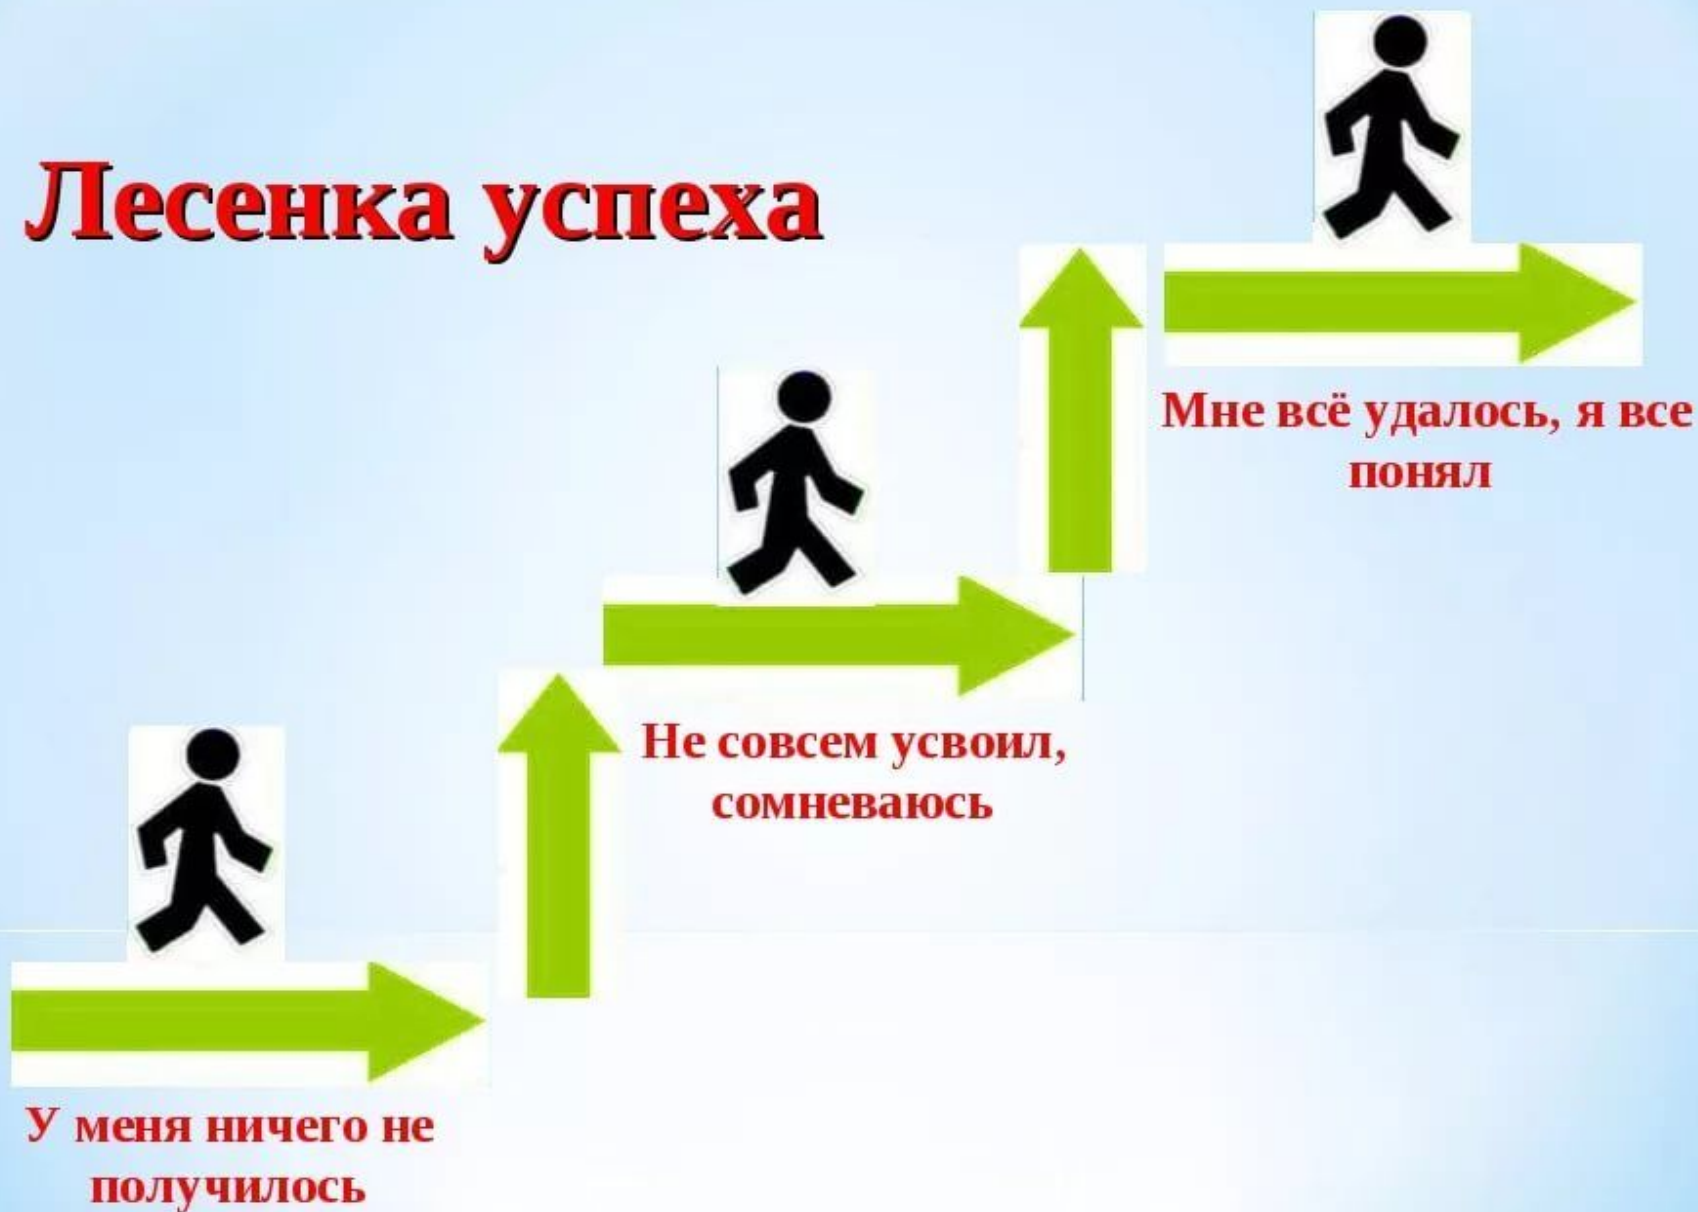 Лесенка успеха
Мне всё удалось, я все
понял
Не совсем усвоил,
сомневаюсь
У меня ничего не
получилось